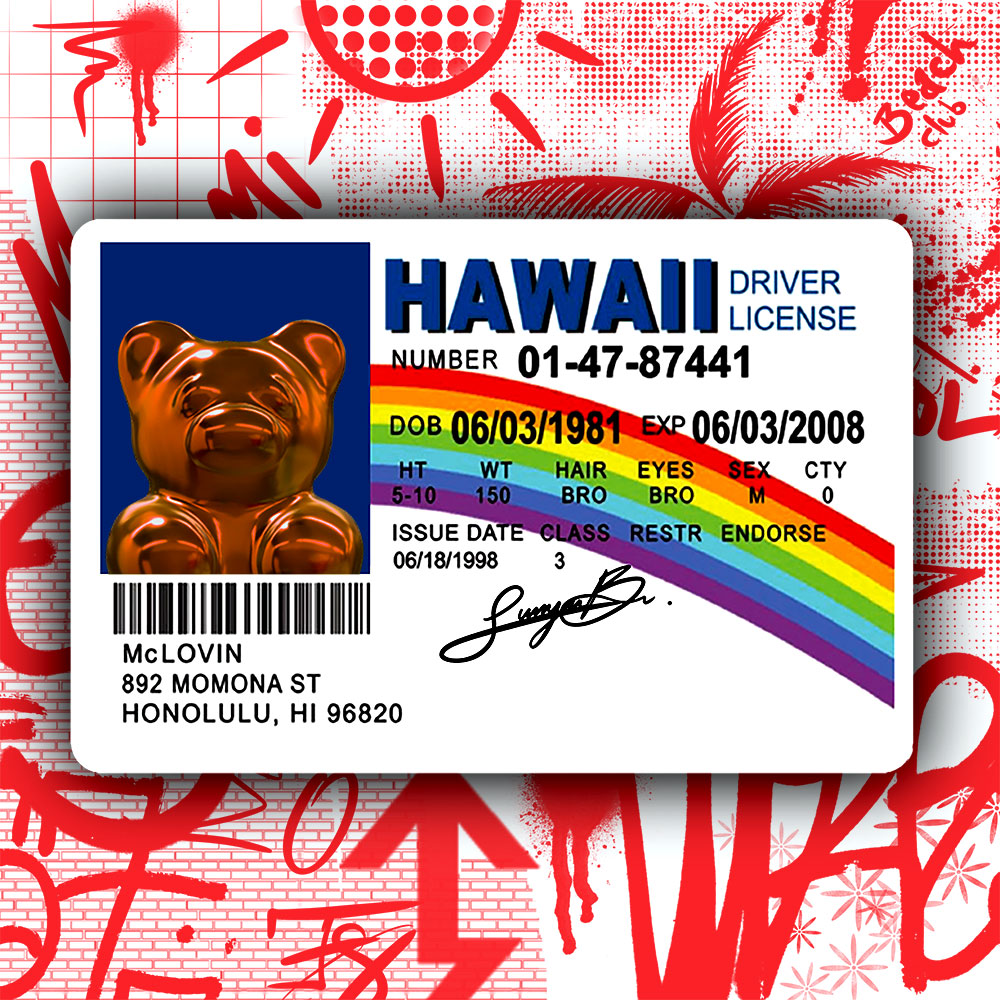 Beach
club
HAWAII DRIVER LICENSE
NUMBER 01-47-87441
DOB 06/03/1981 EXP 06/03/2008
HT WT HAIR EYES SEX CTY
5-10 150 BRO BRO M 0
ISSUE DATE CLASS RESTR ENDORSE
06/18/1998 3
McLOVIN
892 MOMONA ST
HONOLULU, HI 96820